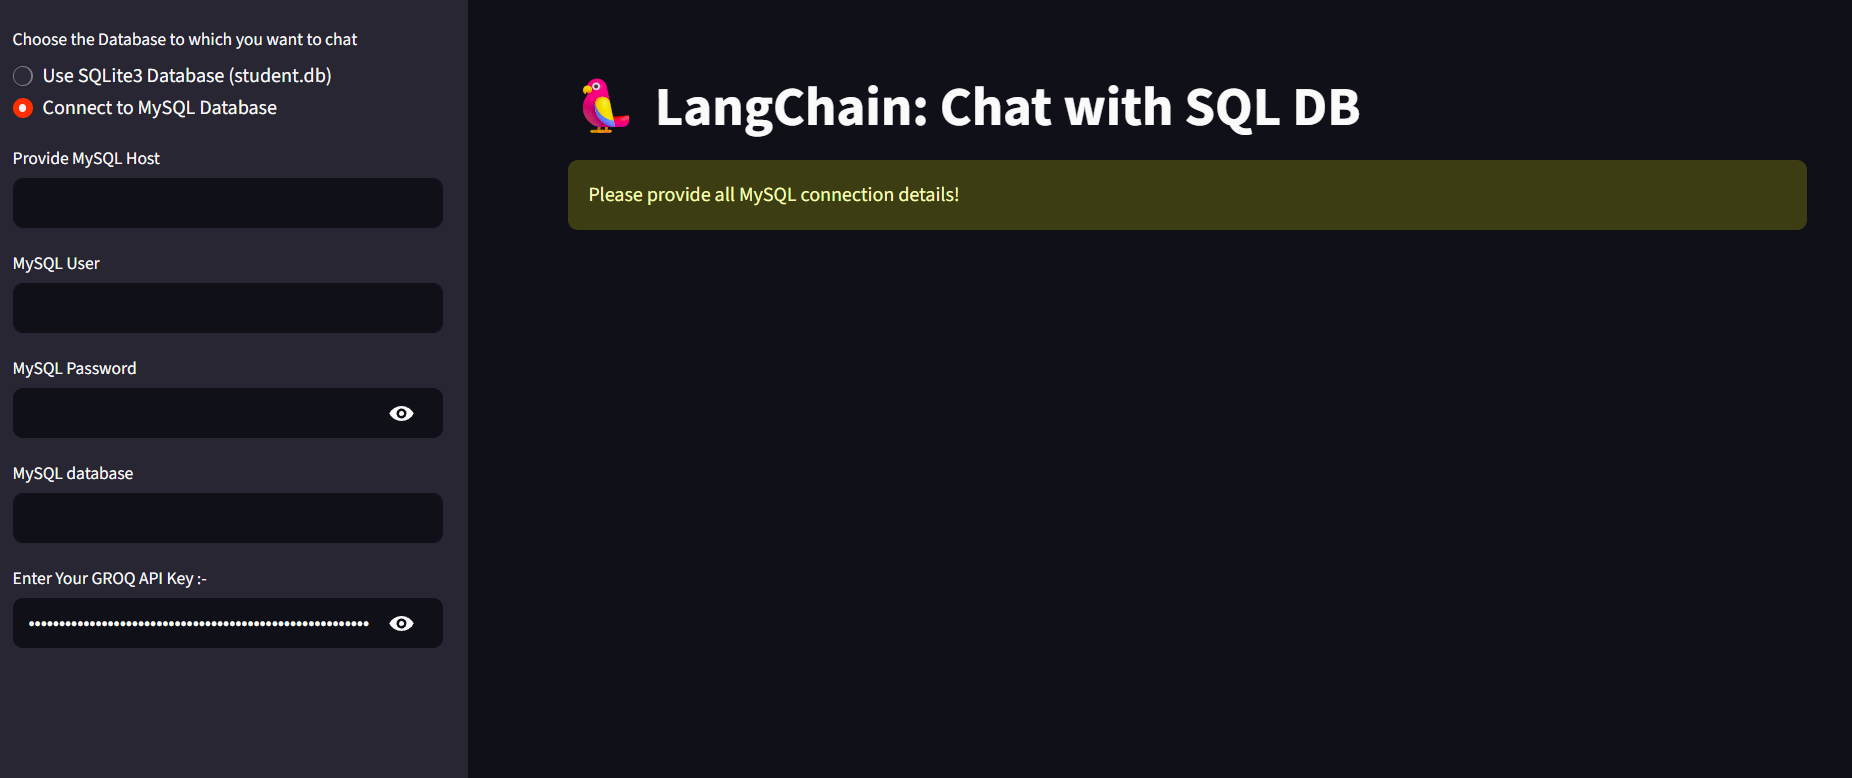 Choose the Database to which you want to chat
Use SQLite3 Database (student.db)
Connect to MySQL Database
Provide MySQL Host
MySQL User
MySQL Password
MySQL database
Enter Your GROQ API Key :-
LangChain: Chat with SQL DB
Please provide all MySQL connection details!